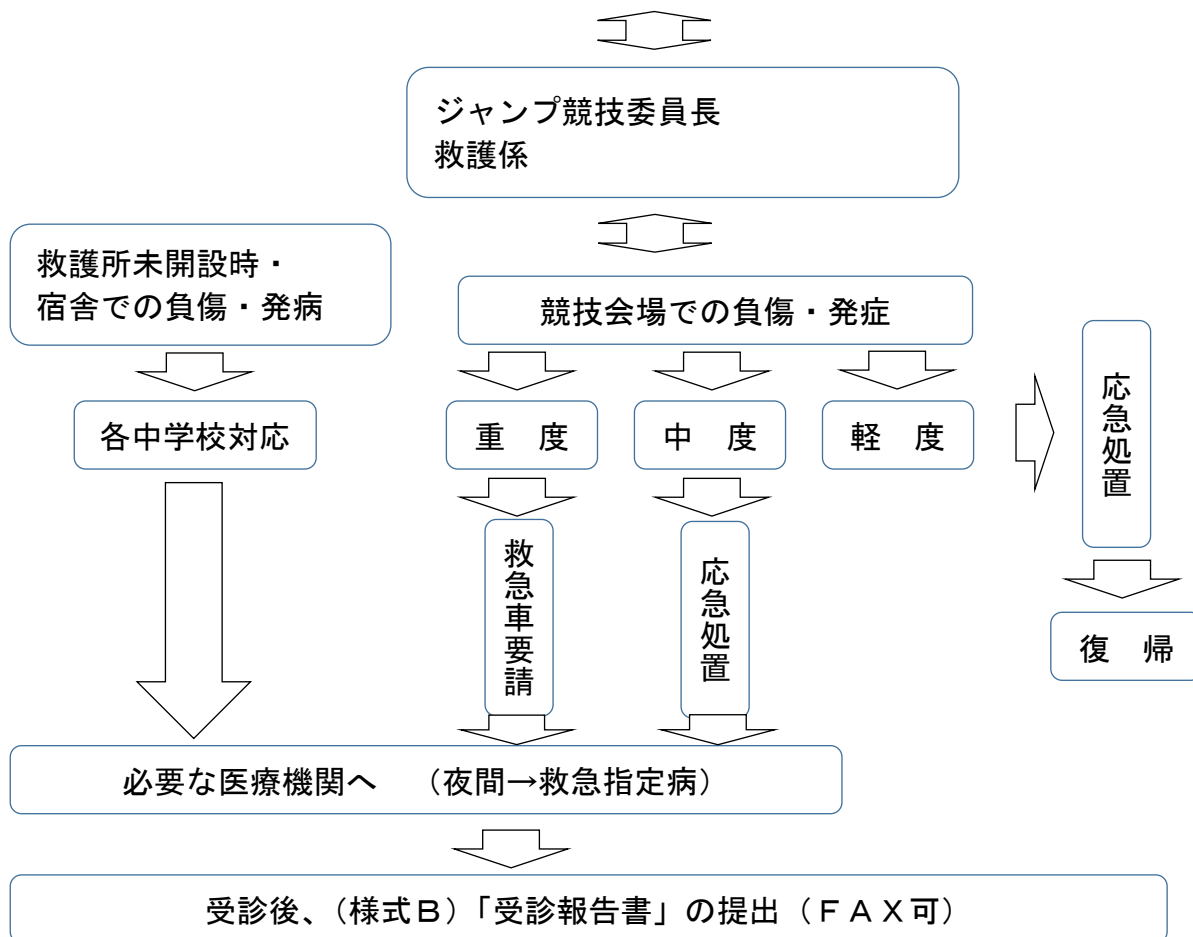 ジャンプ競技委員長
救護係
救護所未開設時・
宿舎での負傷・発病
競技会場での負傷・発症
各中学校対応
重　度
中　度
軽　度
応急処置
救急車要請
応急処置
復　帰
必要な医療機関へ　（夜間→救急指定病）
受診後、（様式Ｂ）「受診報告書」の提出（ＦＡＸ可）